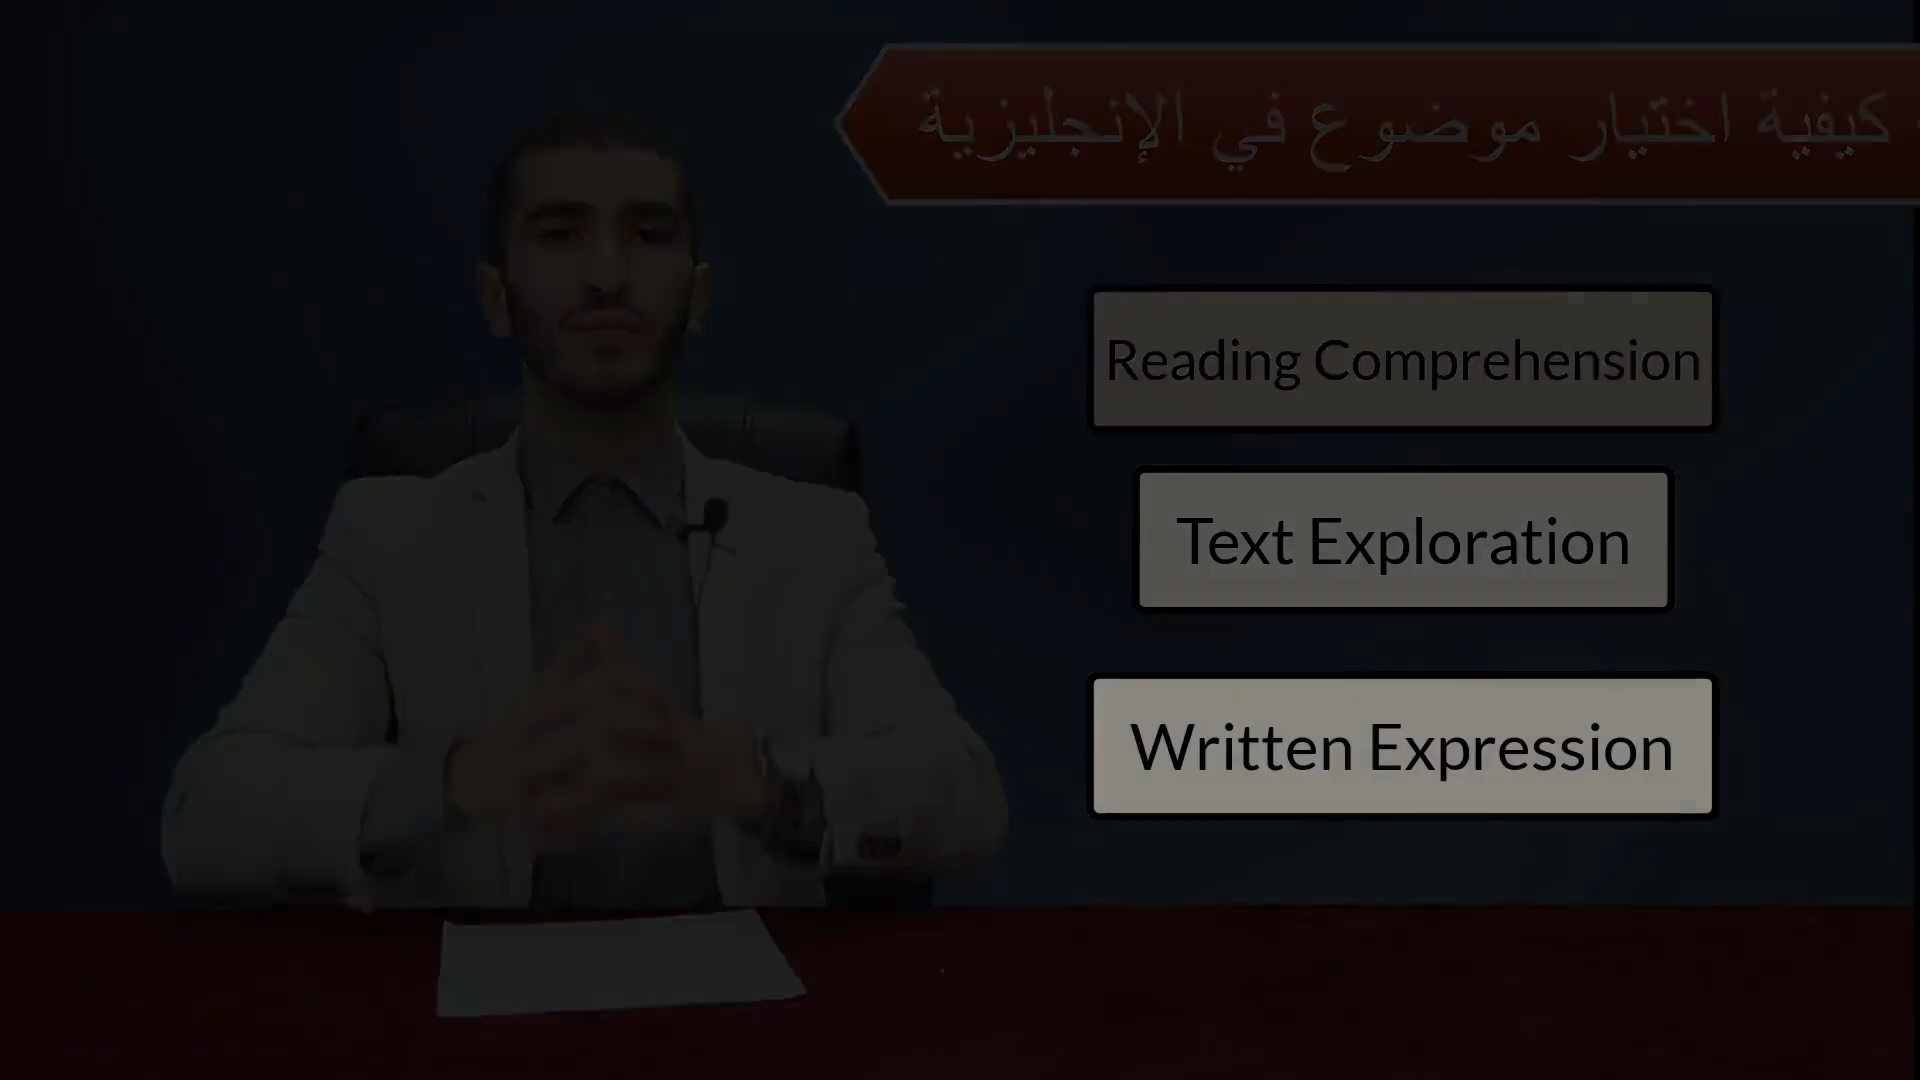 كيفية اختيار موضوع في الإنجليزية
Reading Comprehension
Text Exploration
Written Expression